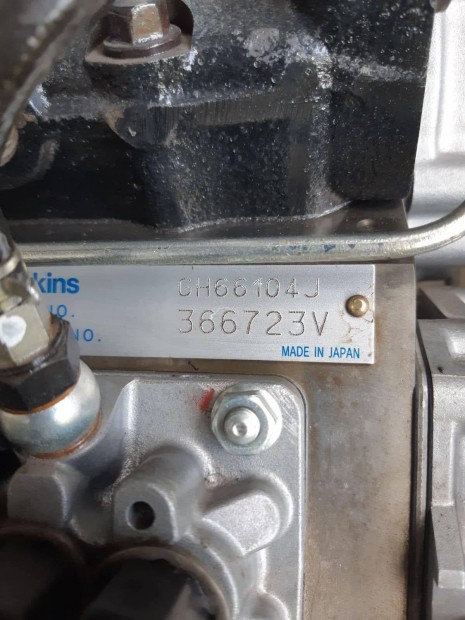 kins GH66104J
.O. 366723V
NO.
MADE IN JAPAN